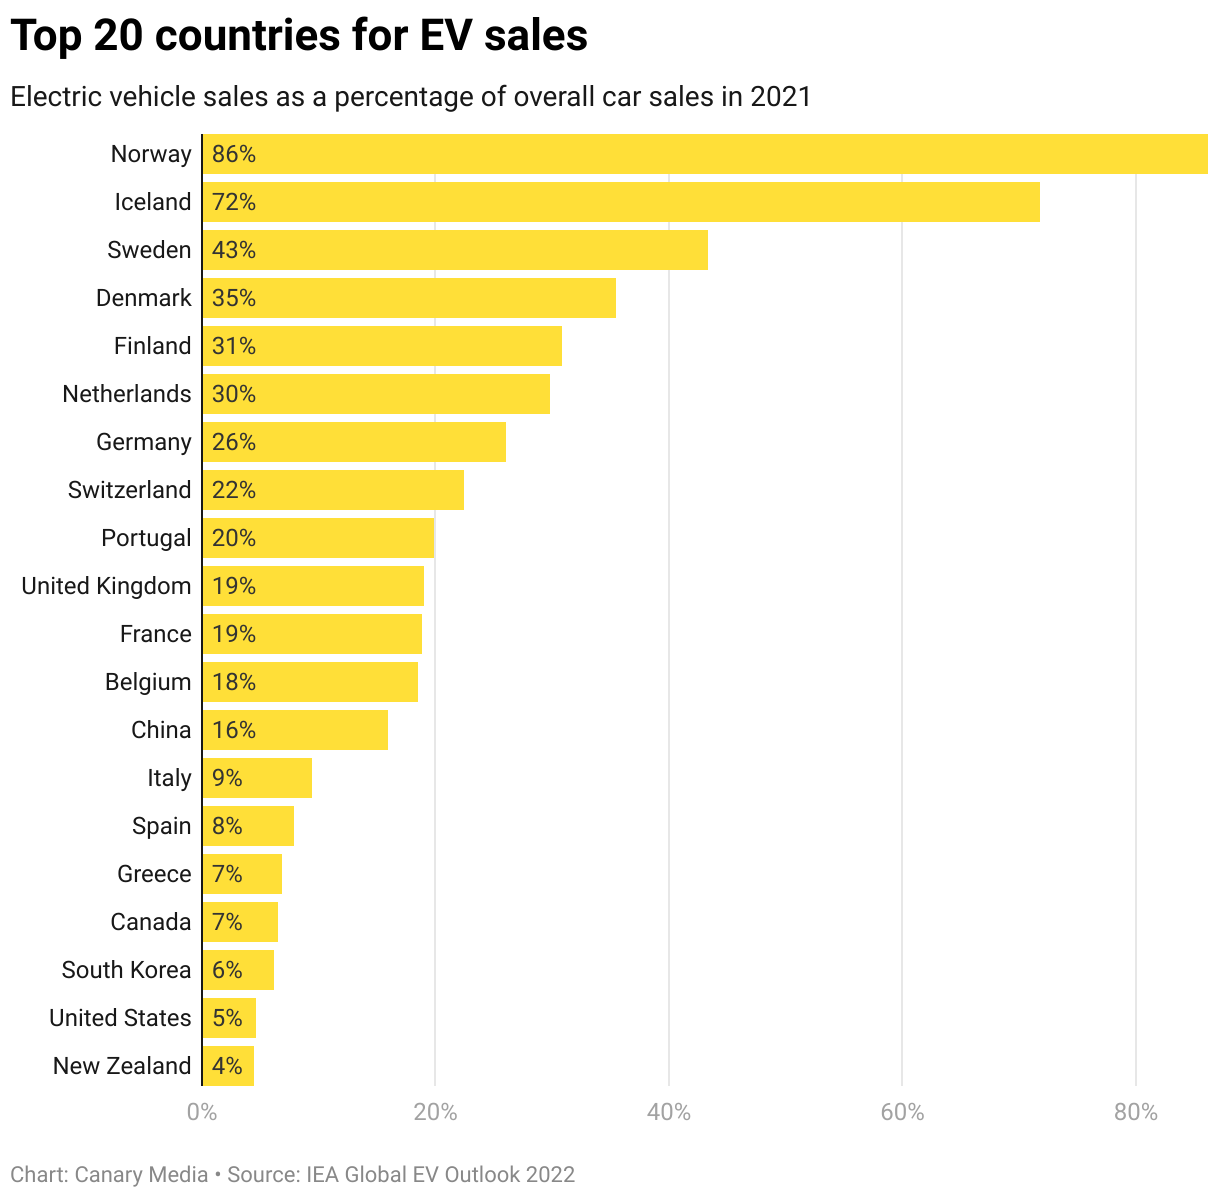 Top 20 countries for EV sales
Electric vehicle sales as a percentage of overall car sales in 2021
Norway 86%
Iceland 72%
Sweden 43%
Denmark 35%
Finland 31%
Netherlands 30%
Germany 26%
Switzerland 22%
Portugal 20%
United Kingdom 19%
France 19%
Belgium 18%
China 16%
Italy 9%
Spain 8%
Greece 7%
Canada 7%
South Korea 6%
United States 5%
New Zealand 4%
0% 20% 40% 60% 80%
Chart: Canary Media • Source: IEA Global EV Outlook 2022